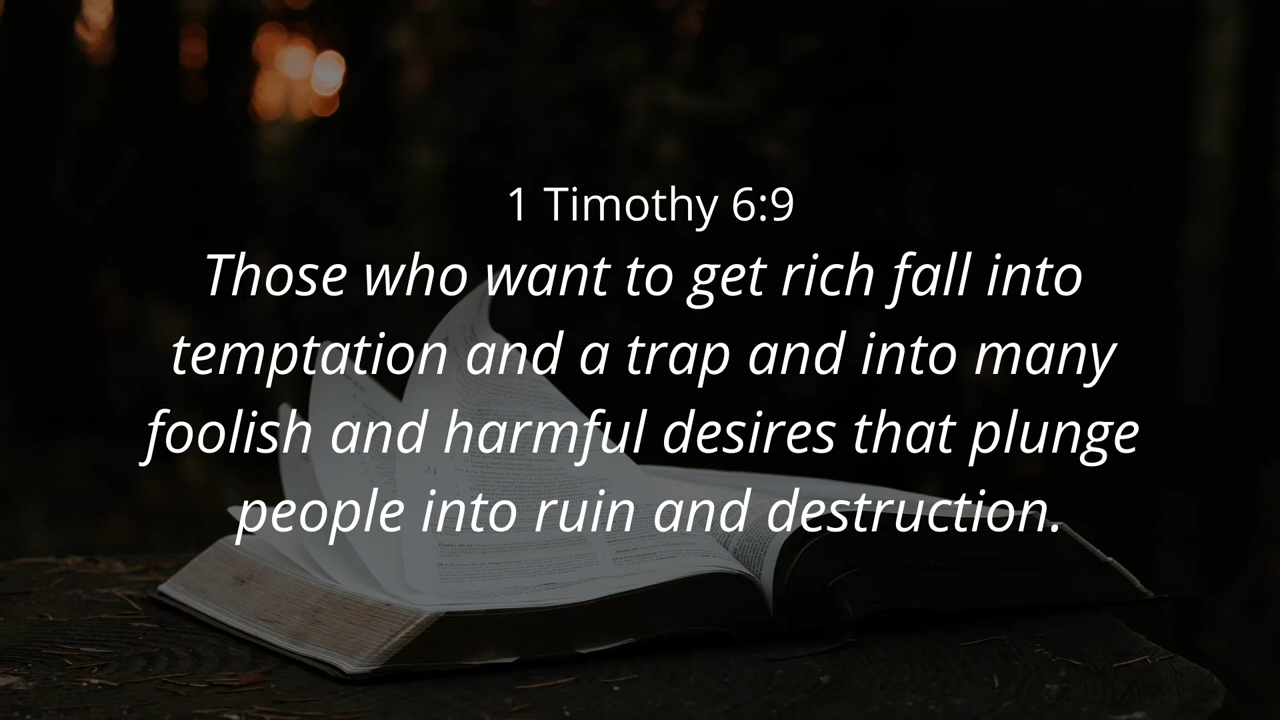 1 Timothy 6:9
Those who want to get rich fall into
temptation and a trap and into many
foolish and harmful desires that plunge
people into ruin and destruction.